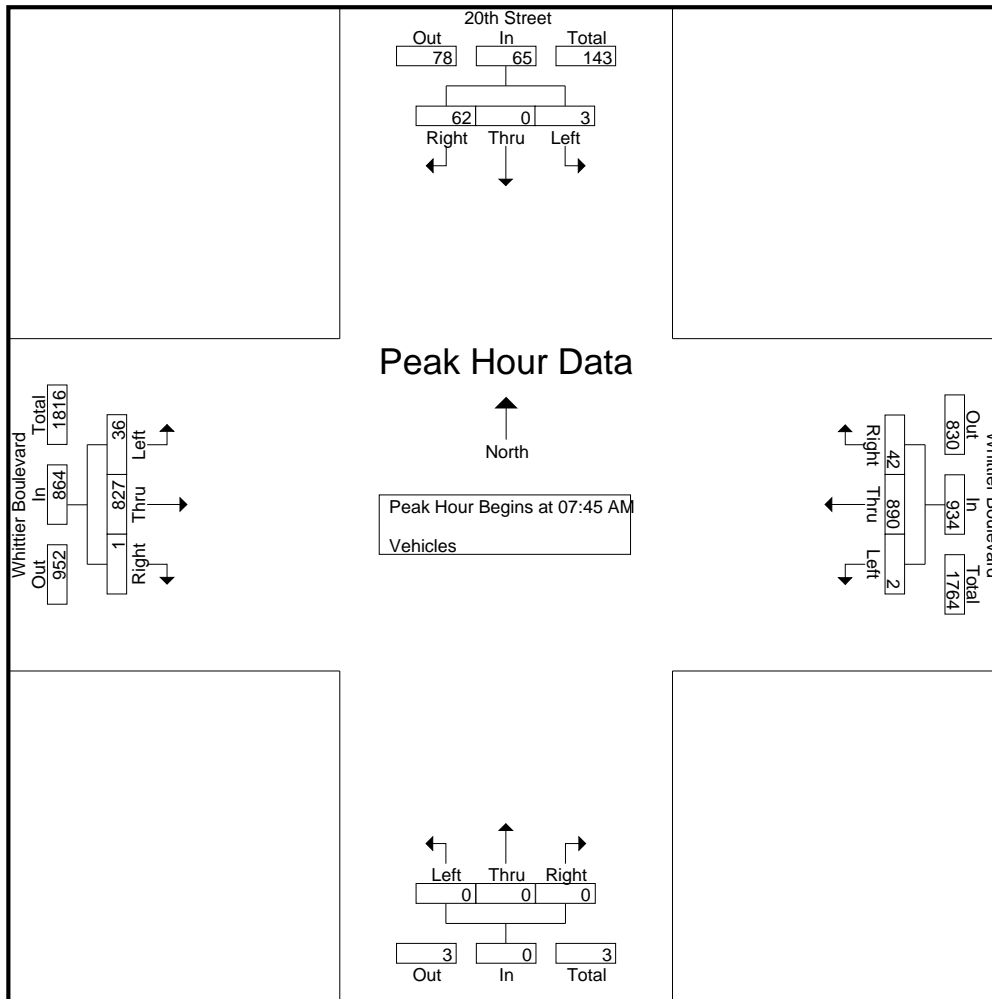 20th Street
Out In Total
78 65 143
62 0 3
Right Thru Left
Peak Hour Data
North
Peak Hour Begins at 07:45 AM
Vehicles
Whittier Boulevard
Out In Total
952 864 1816
1 827 36
Right Thru Left
Whittier Boulevard
Out In Total
830 934 1764
42 890 2
Right Thru Left
Left Thru Right
0 0 0
3 0 3
Out In Total